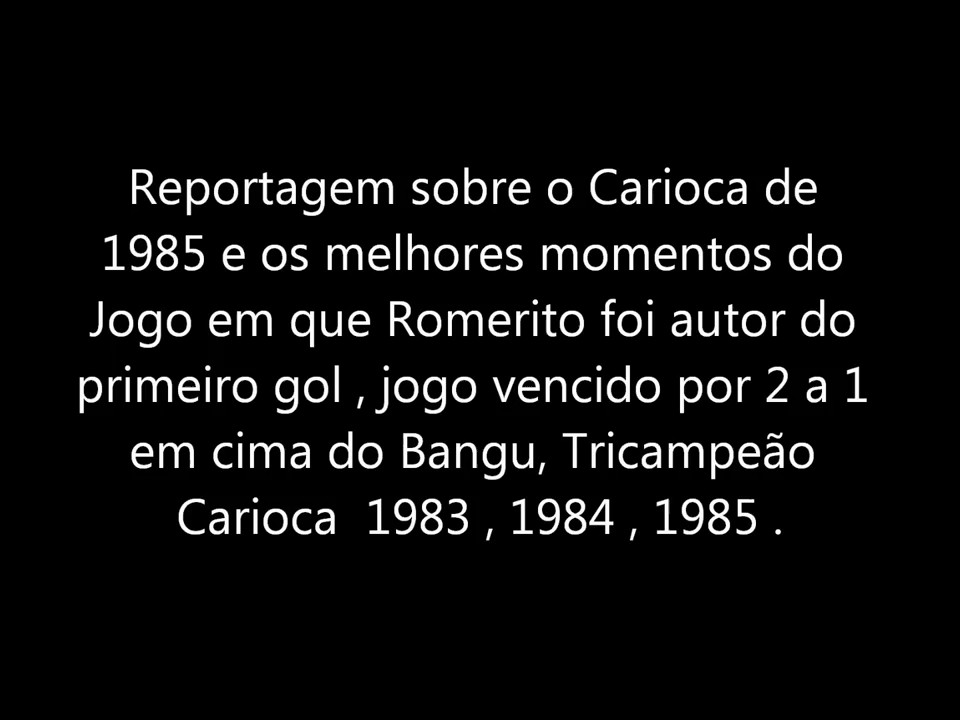 Reportagem sobre o Carioca de
1985 e os melhores momentos do
Jogo em que Romerito foi autor do
primeiro gol , jogo vencido por 2 a 1
em cima do Bangu, Tricampeão
Carioca  1983 , 1984 , 1985 .